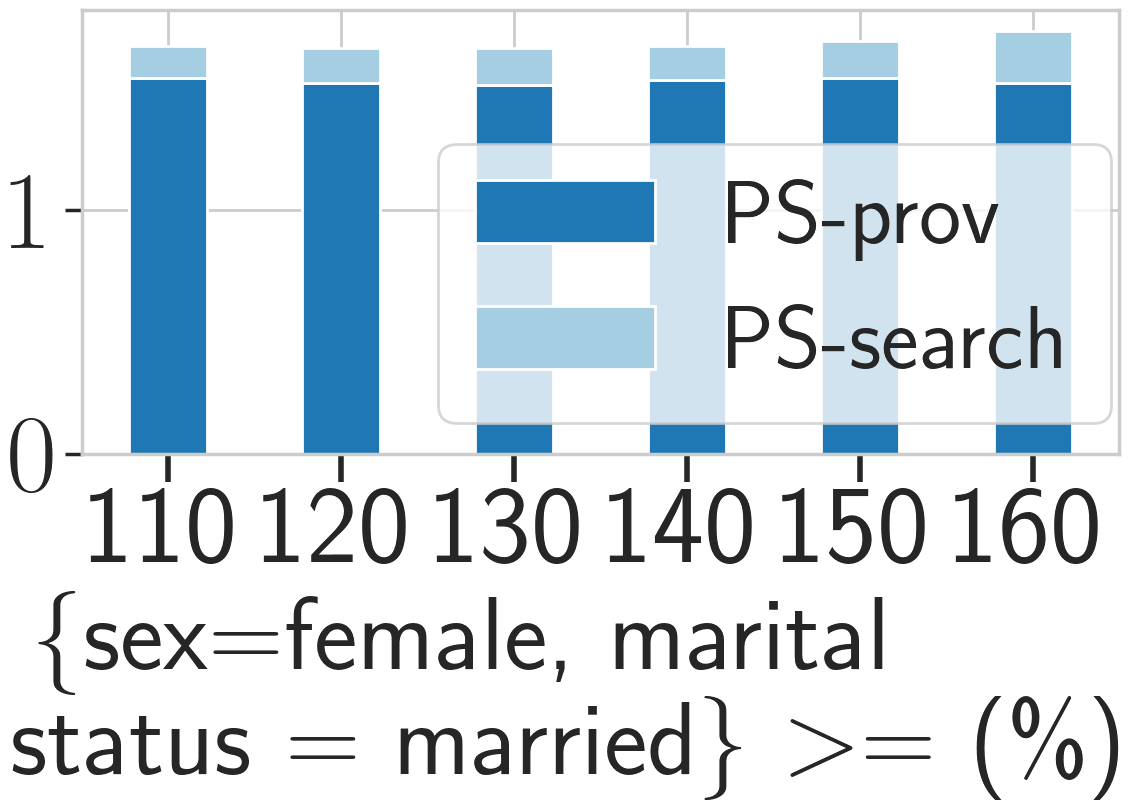 1
PS-prov
PS-search
0
110 120 130 140 150 160
{sex=female, marital
status = married} >= (%)